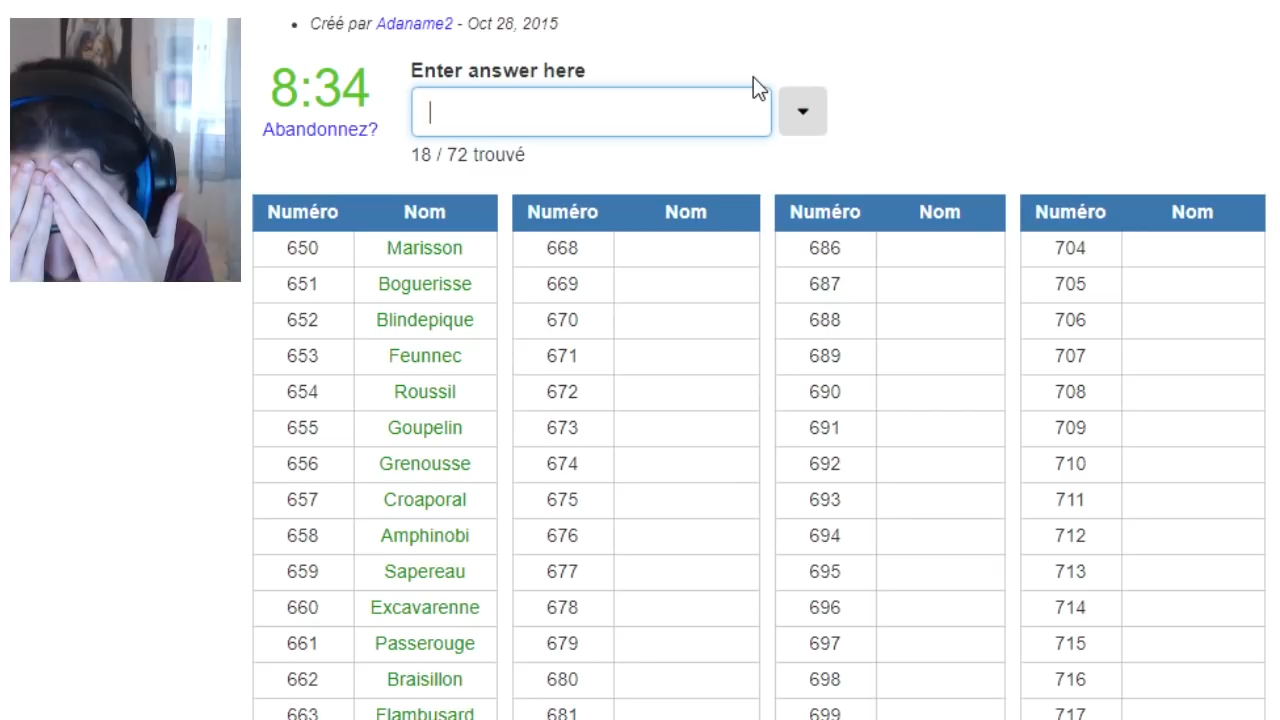 Créé par Adaname2 - Oct 28, 2015
8:34
Abandonnez?
Enter answer here
18 / 72 trouvé
Numéro Nom Numéro Nom Numéro Nom Numéro Nom
650 Marisson 668 686 704
651 Boguerisse 669 687 705
652 Blindepique 670 688 706
653 Feunnec 671 689 707
654 Roussil 672 690 708
655 Goupelin 673 691 709
656 Grenousse 674 692 710
657 Croaporal 675 693 711
658 Amphinobi 676 694 712
659 Sapereau 677 695 713
660 Excavarenne 678 696 714
661 Passerouge 679 697 715
662 Braisillon 680 698 716
663 Flambusard 681 699 717